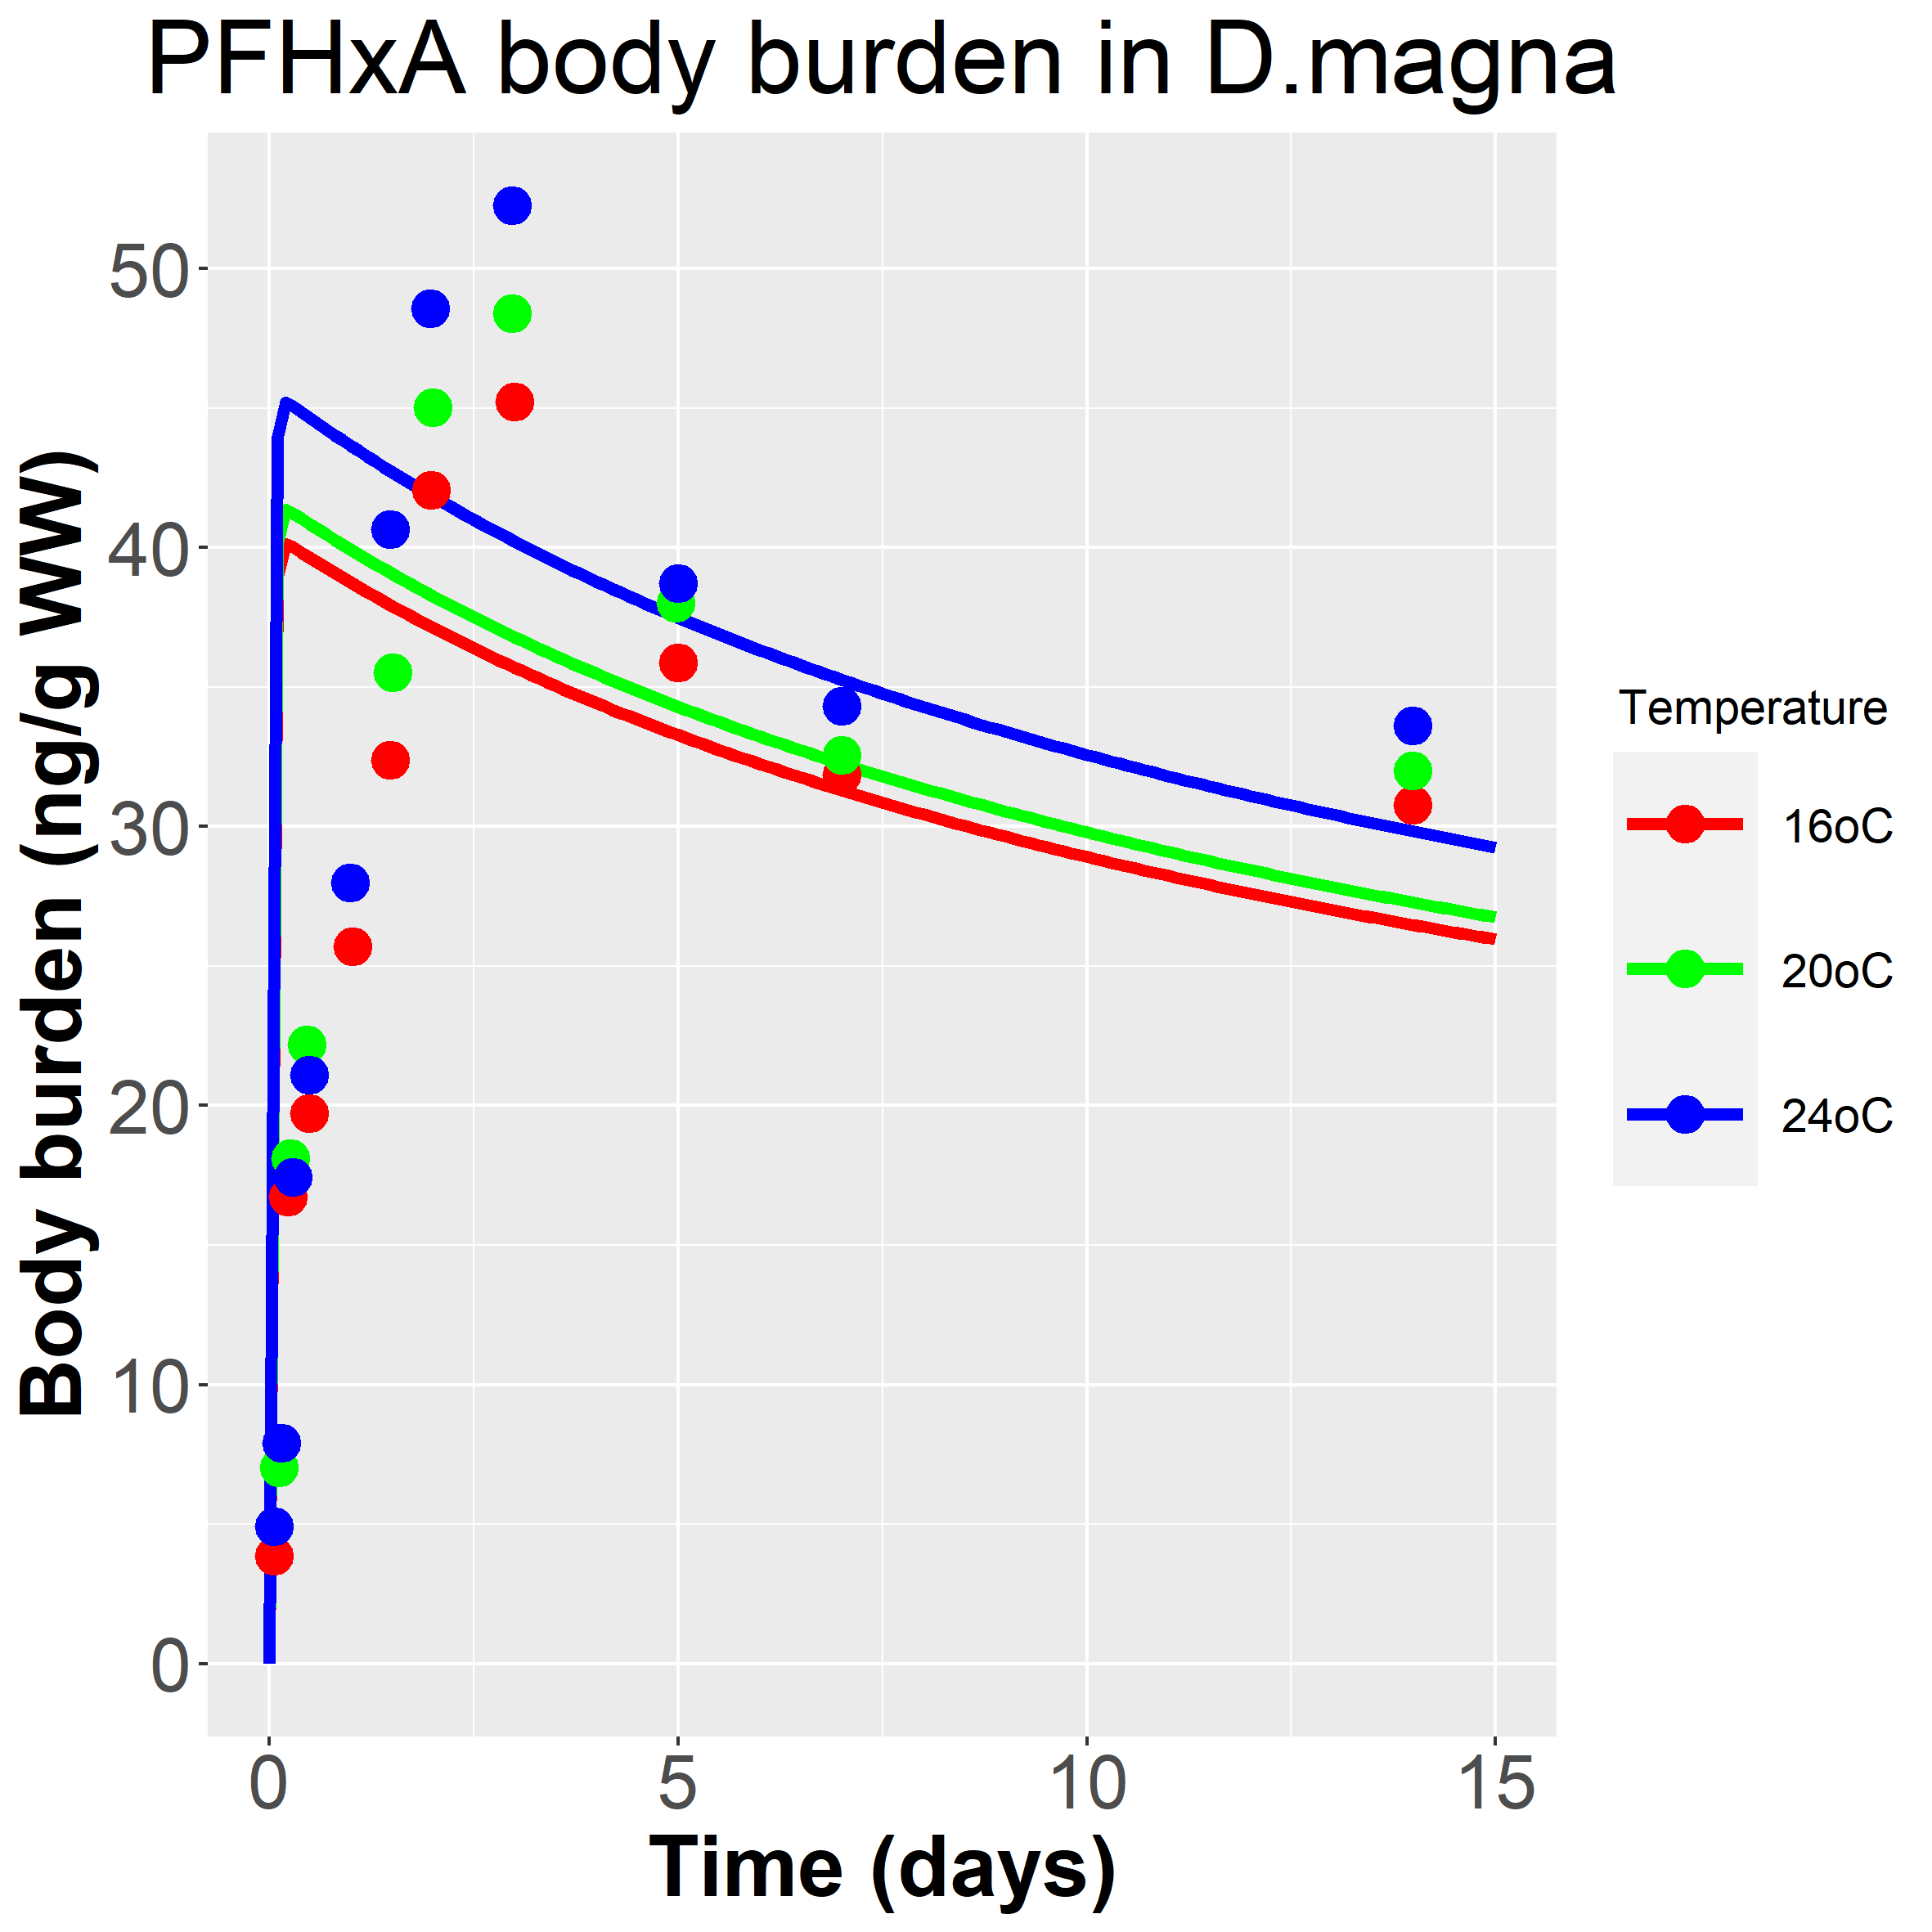 PFHxA body burden in D.magna
Body burden (ng/g WW)
50
40
30
20
10
0
0 5 10 15
Time (days)
Temperature
16oC
20oC
24oC